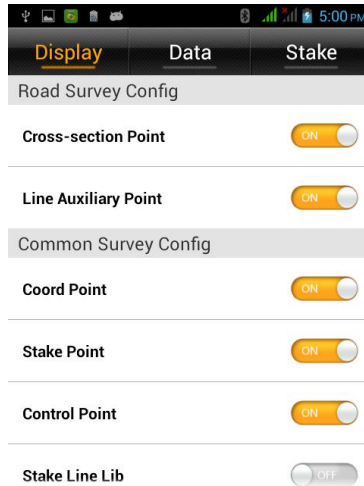 5:00 PM
Display Data Stake
Road Survey Config
Cross-section Point ON
Line Auxiliary Point ON
Common Survey Config
Coord Point ON
Stake Point ON
Control Point ON
Stake Line Lib OFF